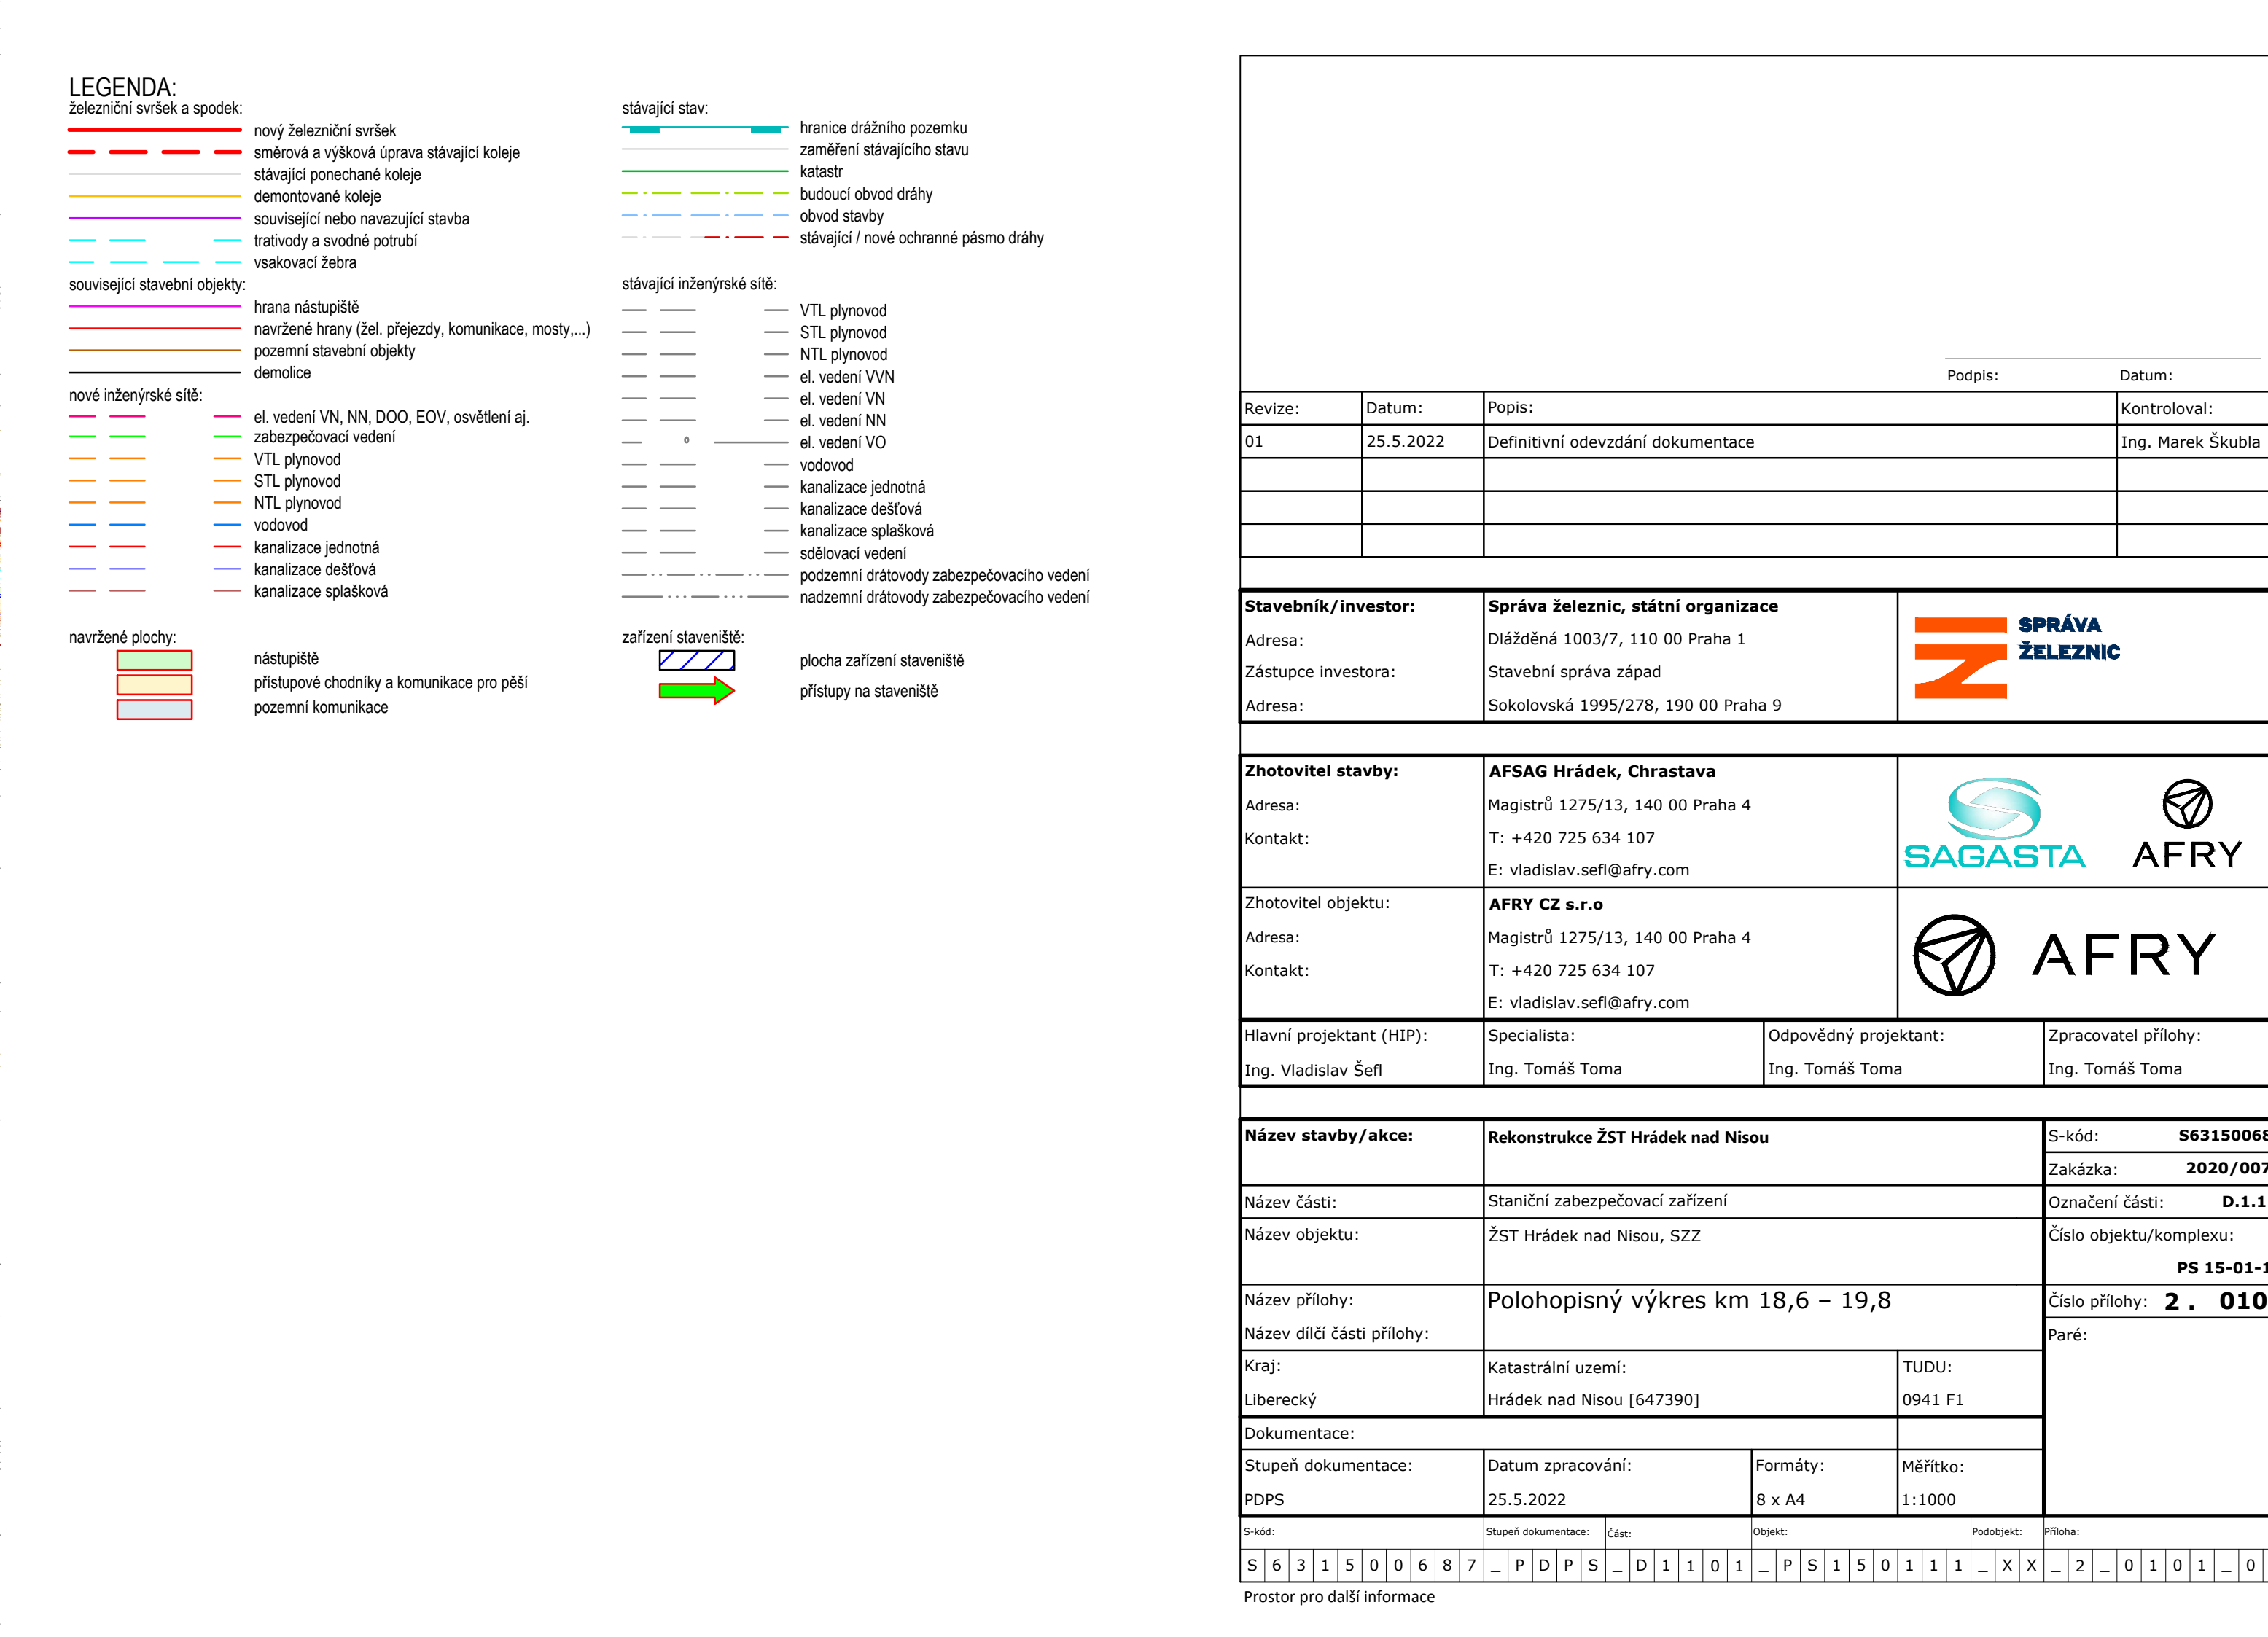 LEGENDA:
železniční svršek a spodek:
nový železniční svršek
směrová a výšková úprava stávající koleje
stávající ponechané koleje
demontované koleje
související nebo navazující stavba
trativody a svodné potrubí
vsakovací žebra
související stavební objekty:
hrana nástupiště
navržené hrany (žel. přejezdy, komunikace, mosty,...)
pozemní stavební objekty
demolice
nové inženýrské sítě:
el. vedení VN, NN, DOO, EOV, osvětlení aj.
zabezpečovací vedení
VTL plynovod
STL plynovod
NTL plynovod
vodovod
kanalizace jednotná
kanalizace dešťová
kanalizace splašková
navržené plochy:
nástupiště
přístupové chodníky a komunikace pro pěší
pozemní komunikace
stávající stav:
hranice drážního pozemku
zaměření stávajícího stavu
katastr
budoucí obvod dráhy
obvod stavby
stávající / nové ochranné pásmo dráhy
stávající inženýrské sítě:
VTL plynovod
STL plynovod
NTL plynovod
el. vedení VVN
el. vedení VN
el. vedení NN
el. vedení VO
vodovod
kanalizace jednotná
kanalizace dešťová
kanalizace splašková
sdělovací vedení
podzemní drátovody zabezpečovacího vedení
nadzemní drátovody zabezpečovacího vedení
zařízení staveniště:
plocha zařízení staveniště
přístupy na staveniště
Podpis: Datum:
Revize: Datum: Popis: Kontroloval:
01 25.5.2022 Definitivní odevzdání dokumentace Ing. Marek Škubla
Stavebník/investor: Správa železnic, státní organizace
Adresa: Dlážděná 1003/7, 110 00 Praha 1
Zástupce investora: Stavební správa západ
Adresa: Sokolovská 1995/278, 190 00 Praha 9
SPRÁVA
ŽELEZNIC
Zhotovitel stavby: AFSAG Hrádek, Chrastava
Adresa: Magistrů 1275/13, 140 00 Praha 4
Kontakt: T: +420 725 634 107
E: vladislav.sefl@afry.com
SAGASTA AFRY
Zhotovitel objektu: AFRY CZ s.r.o
Adresa: Magistrů 1275/13, 140 00 Praha 4
Kontakt: T: +420 725 634 107
E: vladislav.sefl@afry.com
AFRY
Hlavní projektant (HIP): Specialista: Odpovědný projektant: Zpracovatel přílohy:
Ing. Vladislav Šefl Ing. Tomáš Toma Ing. Tomáš Toma Ing. Tomáš Toma
Název stavby/akce: Rekonstrukce ŽST Hrádek nad Nisou S-kód: S63150068
Zakázka: 2020/007
Název části: Staniční zabezpečovací zařízení Označení části: D.1.1
Název objektu: ŽST Hrádek nad Nisou, SZZ Číslo objektu/komplexu:
PS 15-01-1
Název přílohy: Polohopisný výkres km 18,6 – 19,8 Číslo přílohy: 2 . 010
Název dílčí části přílohy: Paré:
Kraj: Katastrální uzemí: TUDU:
Liberecký Hrádek nad Nisou [647390] 0941 F1
Dokumentace:
Stupeň dokumentace: Datum zpracování: Formáty: Měřítko:
PDPS 25.5.2022 8 x A4 1:1000
S-kód: Stupeň dokumentace: Část: Objekt: Podobjekt: Příloha:
S 6 3 1 5 0 0 6 8 7 _ P D P S _ D 1 1 0 1 _ P S 1 5 0 1 1 1 _ X X _ 2 _ 0 1 0 1 _ 0
Prostor pro další informace